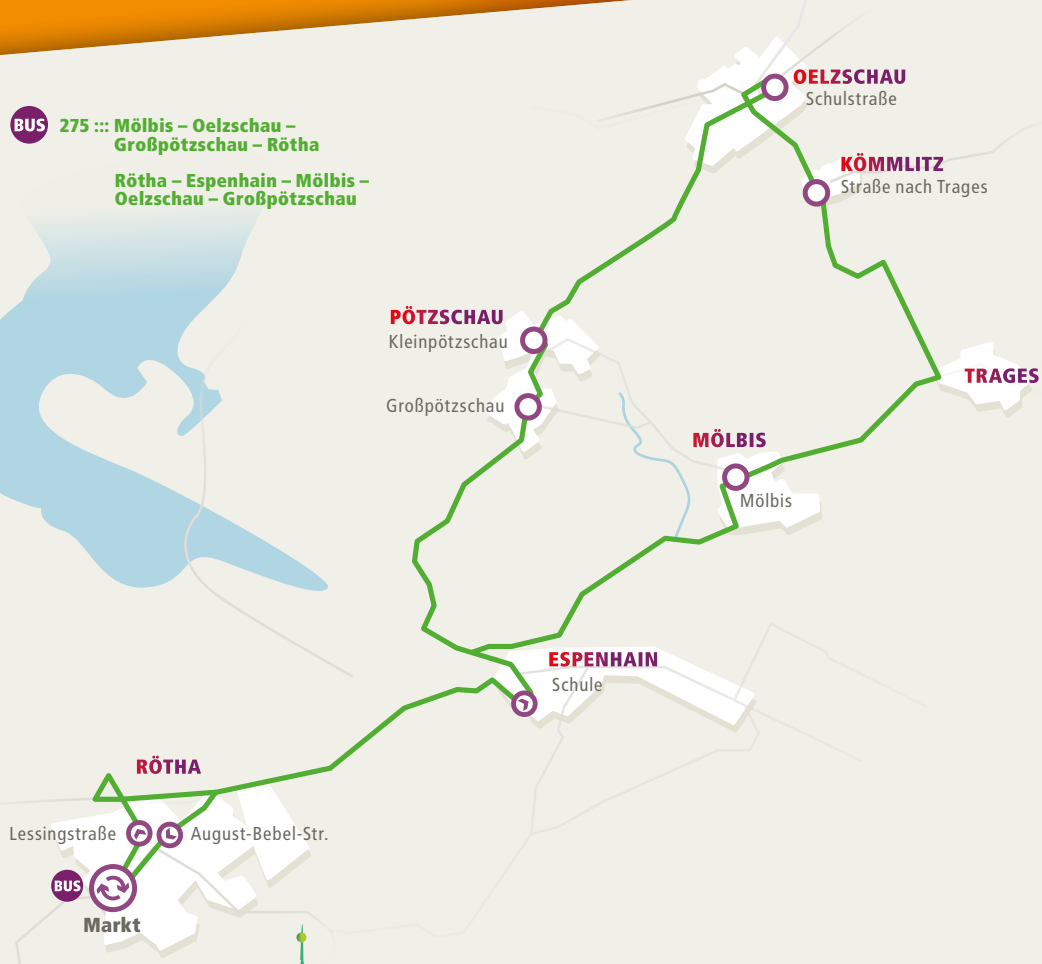 BUS 275 ::: Mölbis – Oelzschau –
Großpötzschau – Rötha
Rötha – Espenhain – Mölbis –
Oelzschau – Großpötzschau
OELZSCHAU
Schulstraße
KÖMMLITZ
Straße nach Trages
PÖTZSCHAU
Kleinpötzschau
Großpötzschau
TRAGES
MÖLBIS
Mölbis
ESPENHAIN
Schule
RÖTHA
Lessingstraße
August-Bebel-Str.
BUS
Markt